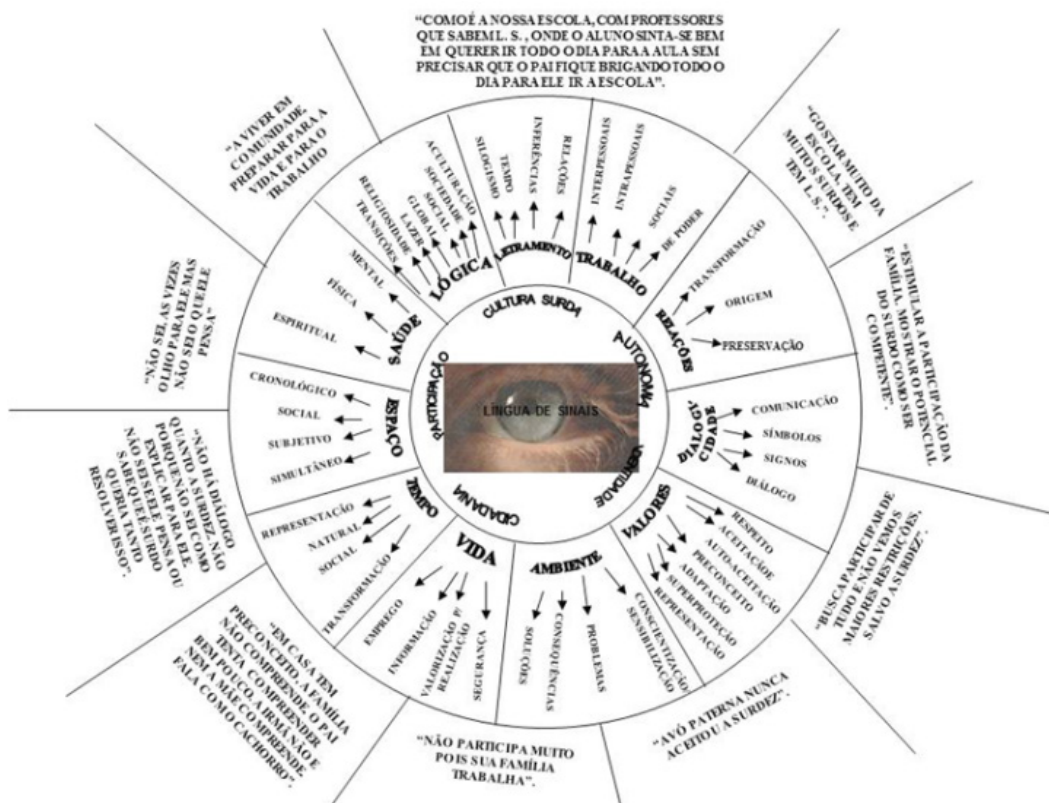 “COMO É A NOSSA ESCOLA, COM PROFESSORES
QUE SABEM L. S. , ONDE O ALUNO SINTA-SE BEM
EM QUERER IR TODO O DIA PARA A AULA SEM
PRECISAR QUE O PAI FIQUE BRIGANDO TODO O
DIA PARA ELE IR A ESCOLA”.
“GOSTAR MUITO DA
ESCOLA, TEM
MUITOS SURDOS E
TEM L. S.”.
“ESTIMULAR A PARTICIPAÇÃO DA
FAMÍLIA. MOSTRAR O POTENCIAL
DO SURDO COMO SER
COMPETENTE”.
“BUSCA PARTICIPAR DE
TUDO E NÃO VEMOS
MAIORES RESTRIÇÕES,
SALVO A SURDEZ”.
“AVÓ PATERNA NUNCA
ACEITOU A SURDEZ”.
“NÃO PARTICIPA MUITO
POIS SUA FAMÍLIA
TRABALHA”.
“EM CASA TEM
PRECONCEITO, A FAMÍLIA
NÃO COMPREENDE, O PAI
TENTA COMPREENDER
BEM POUCO, A IRMÃ NÃO E
NEM A MÃE COMPREENDE.
FALA COM O CACHORRO”.
“NÃO HÁ DIÁLOGO
QUANTO A SURDEZ, NÃO
PORQUE NÃO SEI COMO
EXPLICAR PARA ELE.
NÃO SEI SE ELE PENSA OU
SABE QUE É SURDO
QUERIA TANTO
RESOLVER ISSO”.
“NÃO SEI, AS VEZES
OLHO PARA ELE MAS
NÃO SEI O QUE ELE
PENSA”
“A VIVER EM
COMUNIDADE,
PREPARAR PARA A
VIDA E PARA O
TRABALHO
LETRAMENTO
SILOGISMO
TEMPO
INFERÊNCIAS
RELAÇÕES
TRABALHO
INTERPESSOAIS
INTRAPESSOAIS
SOCIAIS
DE PODER
RELAÇÕES
TRANSFORMAÇÃO
ORIGEM
PRESERVAÇÃO
DIALOGI-
CIDADE
COMUNICAÇÃO
SÍMBOLOS
SIGNOS
DIÁLOGO
VALORES
RESPEITO
ACEITAÇÃDE
AUTO-ACEITAÇÃO
PRECONCEITO
ADAPTAÇÃO
SUPERPROTEÇÃO
REPRESENTAÇÃO
AMBIENTE
CONSCIENTIZAÇÃO/
SENSIBILIZAÇÃO
PROBLEMAS
CONSEQUÊNCIAS
SOLUÇÕES
VIDA
SEGURANÇA
VALORIZAÇÃO P/
REALIZAÇÃO
INFORMAÇÃO
EMPREGO
TEMPO
TRANSFORMAÇÃO
SOCIAL
NATURAL
REPRESENTAÇÃO
ESPAÇO
SIMULTÂNEO
SUBJETIVO
SOCIAL
CRONOLÓGICO
SAÚDE
ESPIRITUAL
FÍSICA
MENTAL
LÓGICA
TRANSIÇÕES
RELIGIOSIDADE
LAZER
GLOBAL
SOCIAL
SOCIEDADE
ACULTURAÇÃO
CULTURA SURDA
AUTONOMIA
CIDADANIA
PARTICIPAÇÃO
LÍNGUA DE SINAIS